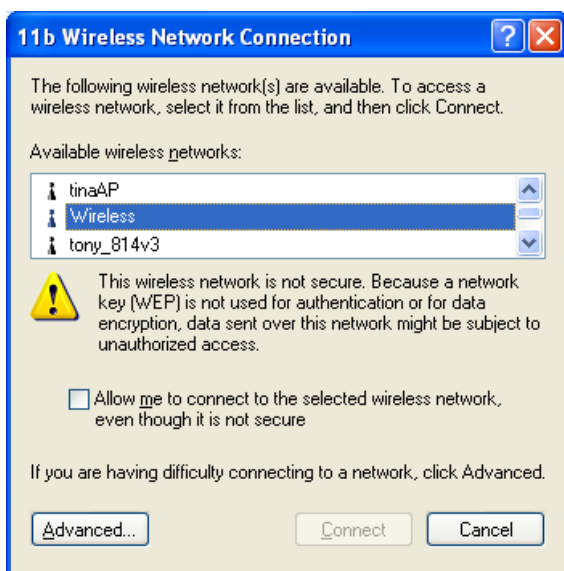 11b Wireless Network Connection
The following wireless network(s) are available. To access a
wireless network, select it from the list, and then click Connect.
Available wireless networks:
tinaAP
Wireless
tony_814v3
This wireless network is not secure. Because a network
key (WEP) is not used for authentication or for data
encryption, data sent over this network might be subject to
unauthorized access.
Allow me to connect to the selected wireless network,
even though it is not secure
If you are having difficulty connecting to a network, click Advanced.
Advanced... Connect Cancel